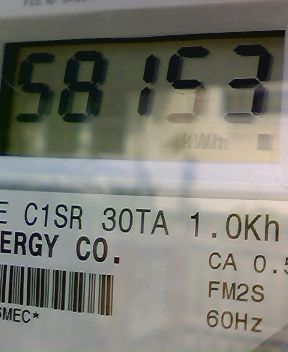 58153
kWh
E C1SR 30TA 1.0Kh
ERGY CO.
CA 0.5
FM2S
SMEC*
60Hz